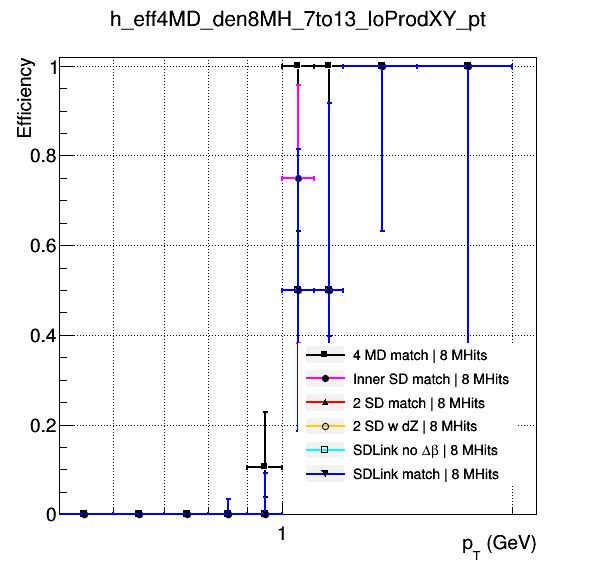 h_eff4MD_den8MH_7to13_loProdXY_pt
Efficiency
1
0.8
0.6
0.4
0.2
0
4 MD match | 8 MHits
Inner SD match | 8 MHits
2 SD match | 8 MHits
2 SD w dZ | 8 MHits
SDLink no Δβ | 8 MHits
SDLink match | 8 MHits
1
p_T (GeV)